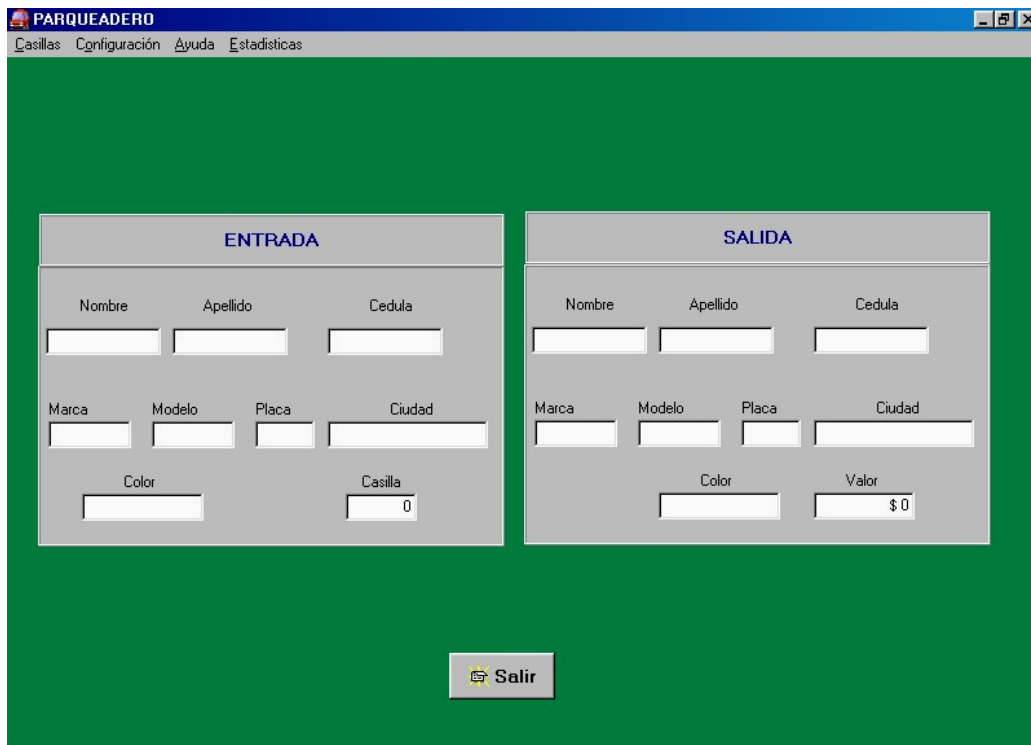 PARQUEADERO
Casillas Configuración Ayuda Estadisticas
ENTRADA
Nombre Apellido Cedula
Marca Modelo Placa Ciudad
Color Casilla
0
SALIDA
Nombre Apellido Cedula
Marca Modelo Placa Ciudad
Color Valor
$ 0
Salir